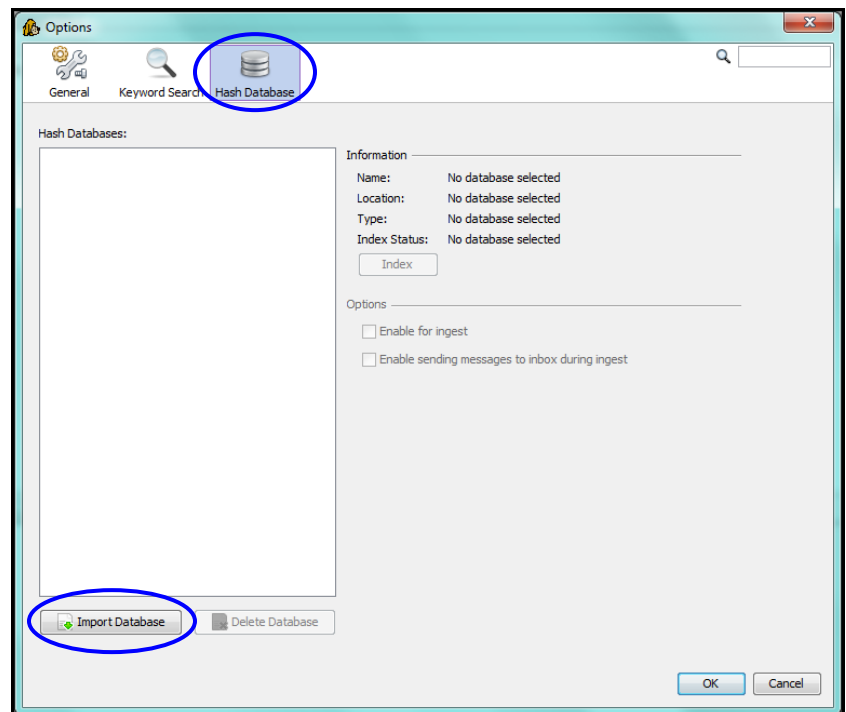 Options
General Keyword Search Hash Database
Hash Databases:
Information
Name: No database selected
Location: No database selected
Type: No database selected
Index Status: No database selected
Index
Options
Enable for ingest
Enable sending messages to inbox during ingest
Import Database Delete Database
OK Cancel